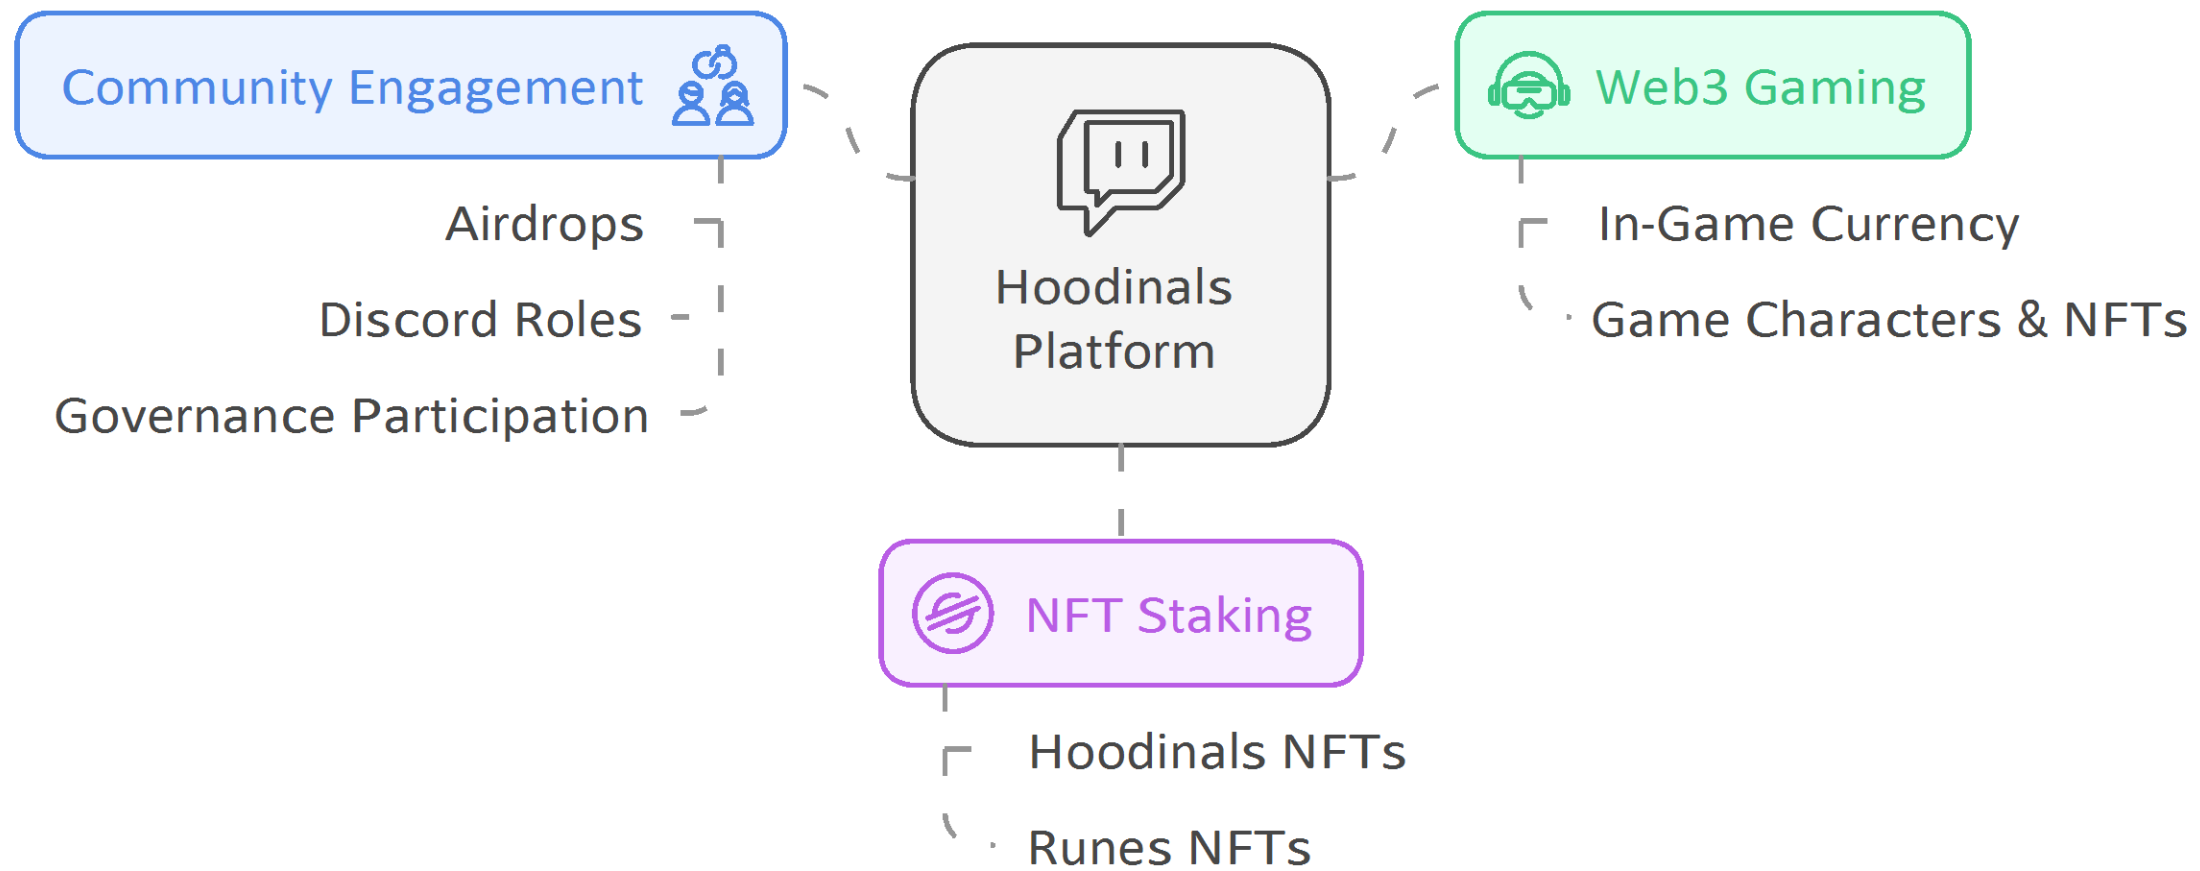 Community Engagement
Airdrops
Discord Roles
Governance Participation
Hoodinals
Platform
Web3 Gaming
In-Game Currency
Game Characters & NFTs
NFT Staking
Hoodinals NFTs
Runes NFTs